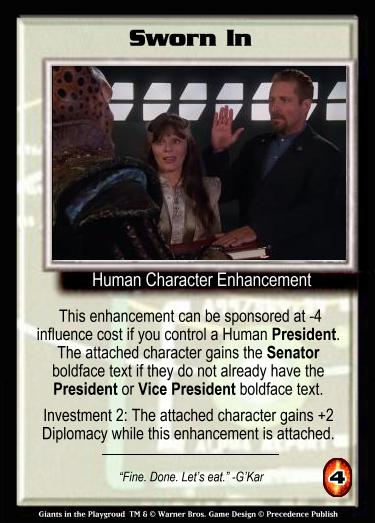 Sworn In
Human Character Enhancement
This enhancement can be sponsored at -4
influence cost if you control a Human President.
The attached character gains the Senator
boldface text if they do not already have the
President or Vice President boldface text.
Investment 2: The attached character gains +2
Diplomacy while this enhancement is attached.
“Fine. Done. Let's eat.” -G'Kar
4
Giants in the Playgroud TM & © Warner Bros. Game Design © Precedence Publish